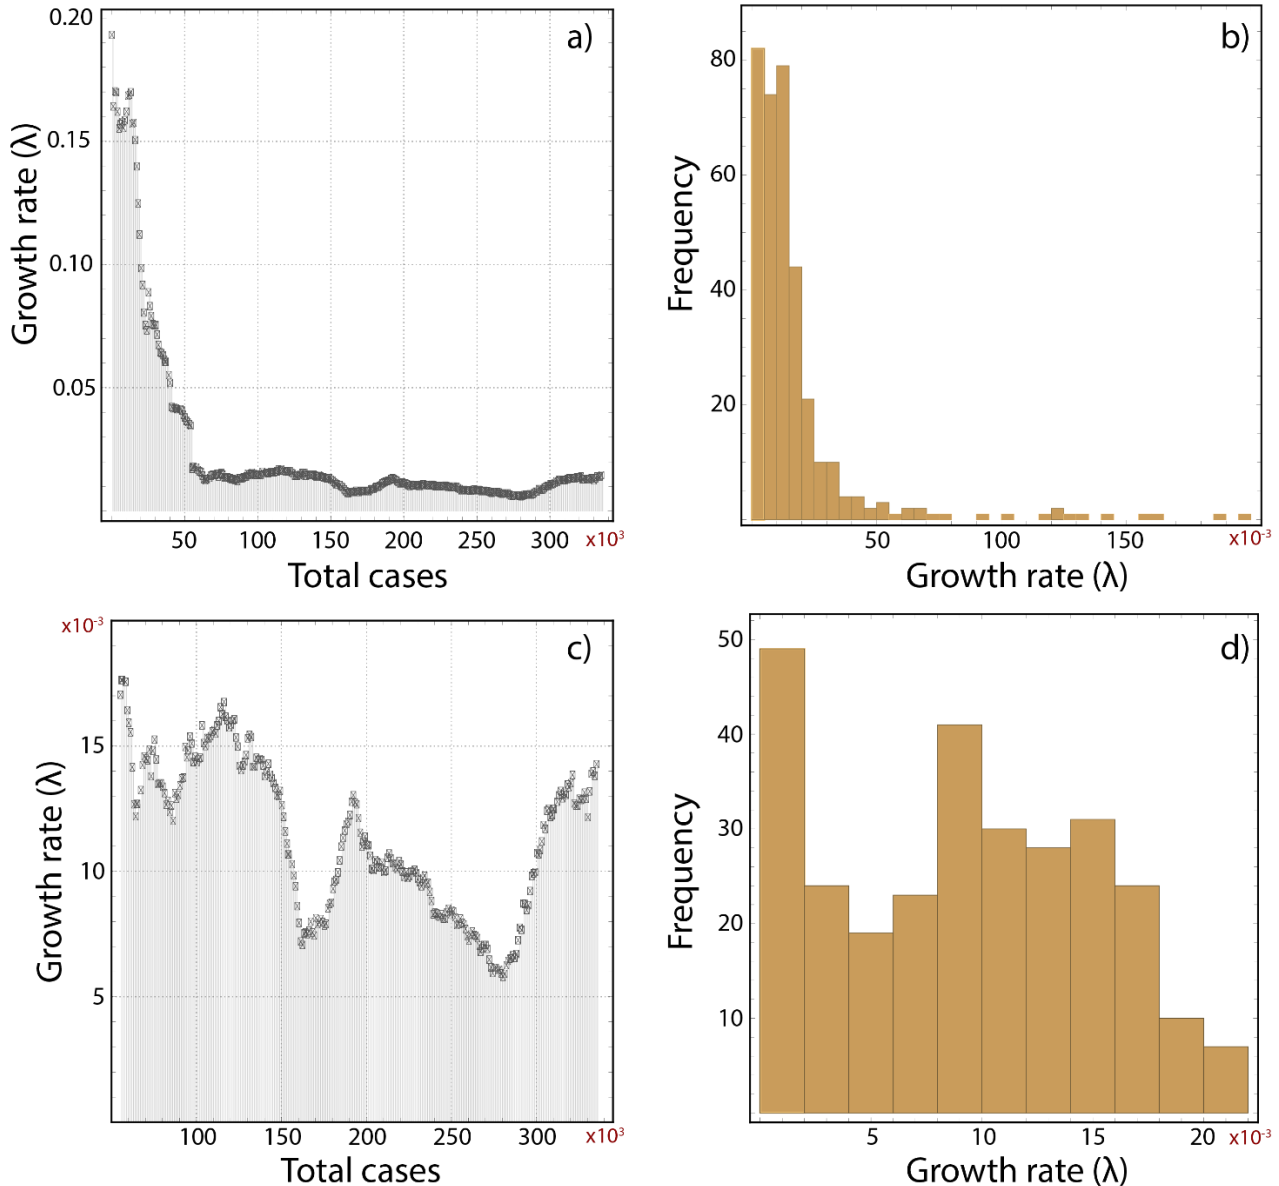 a)
0.20
0.15
0.10
0.05
Growth rate (λ)
50 100 150 200 250 300 x10⁻³
Total cases
b)
80
60
40
20
Frequency
50 100 150 x10⁻³
Growth rate (λ)
c)
x10⁻³
15
10
5
Growth rate (λ)
100 150 200 250 300 x10³
Total cases
d)
50
40
30
20
10
Frequency
5 10 15 20 x10⁻³
Growth rate (λ)